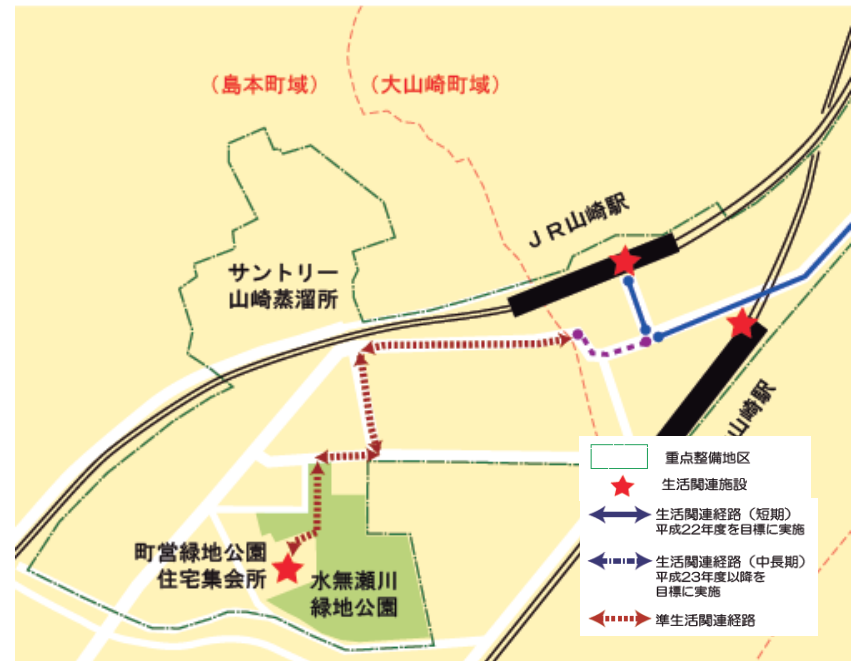 （島本町域）
（大山崎町域）
ＪＲ山崎駅
サントリー
山崎蒸溜所
山崎駅
町営緑地公園
住宅集会所
水無瀬川
緑地公園
重点整備地区
生活関連施設
生活関連経路（短期）
平成22年度を目標に実施
生活関連経路（中長期）
平成23年度以降を
目標に実施
準生活関連経路